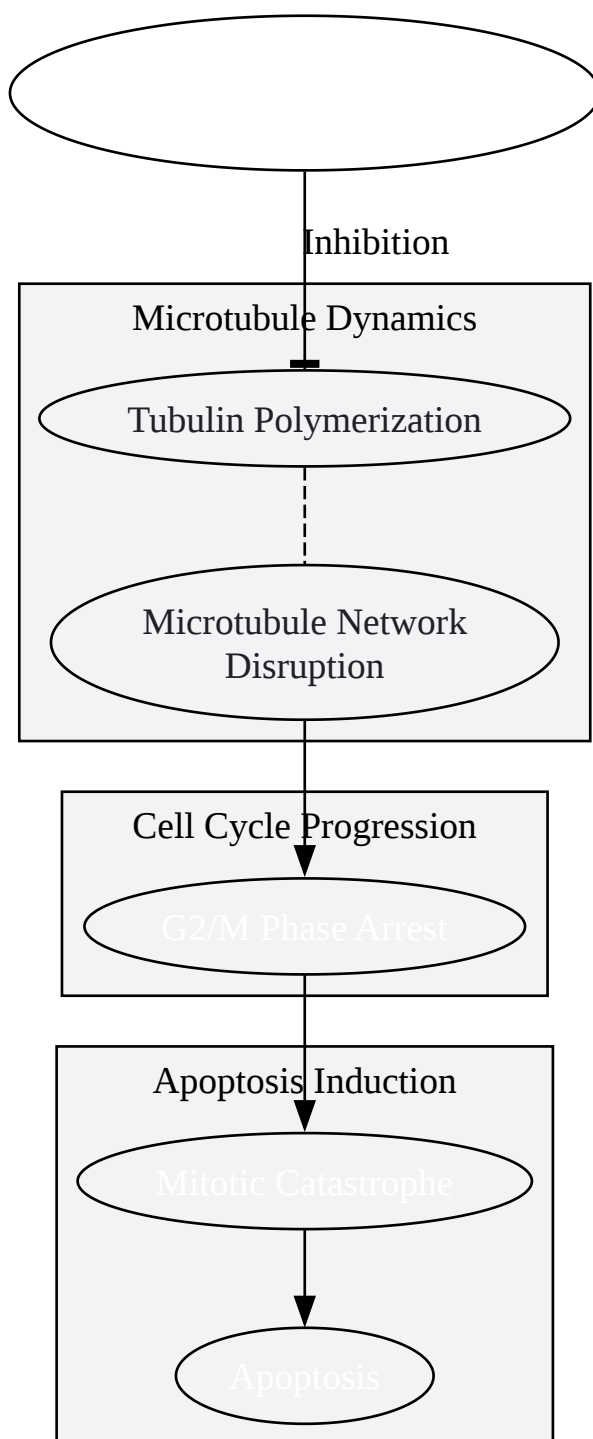 Inhibition
Microtubule Dynamics
Tubulin Polymerization
Microtubule Network
Disruption
Cell Cycle Progression
G2/M Phase Arrest
Apoptosis Induction
Mitotic Catastrophe
Apoptosis